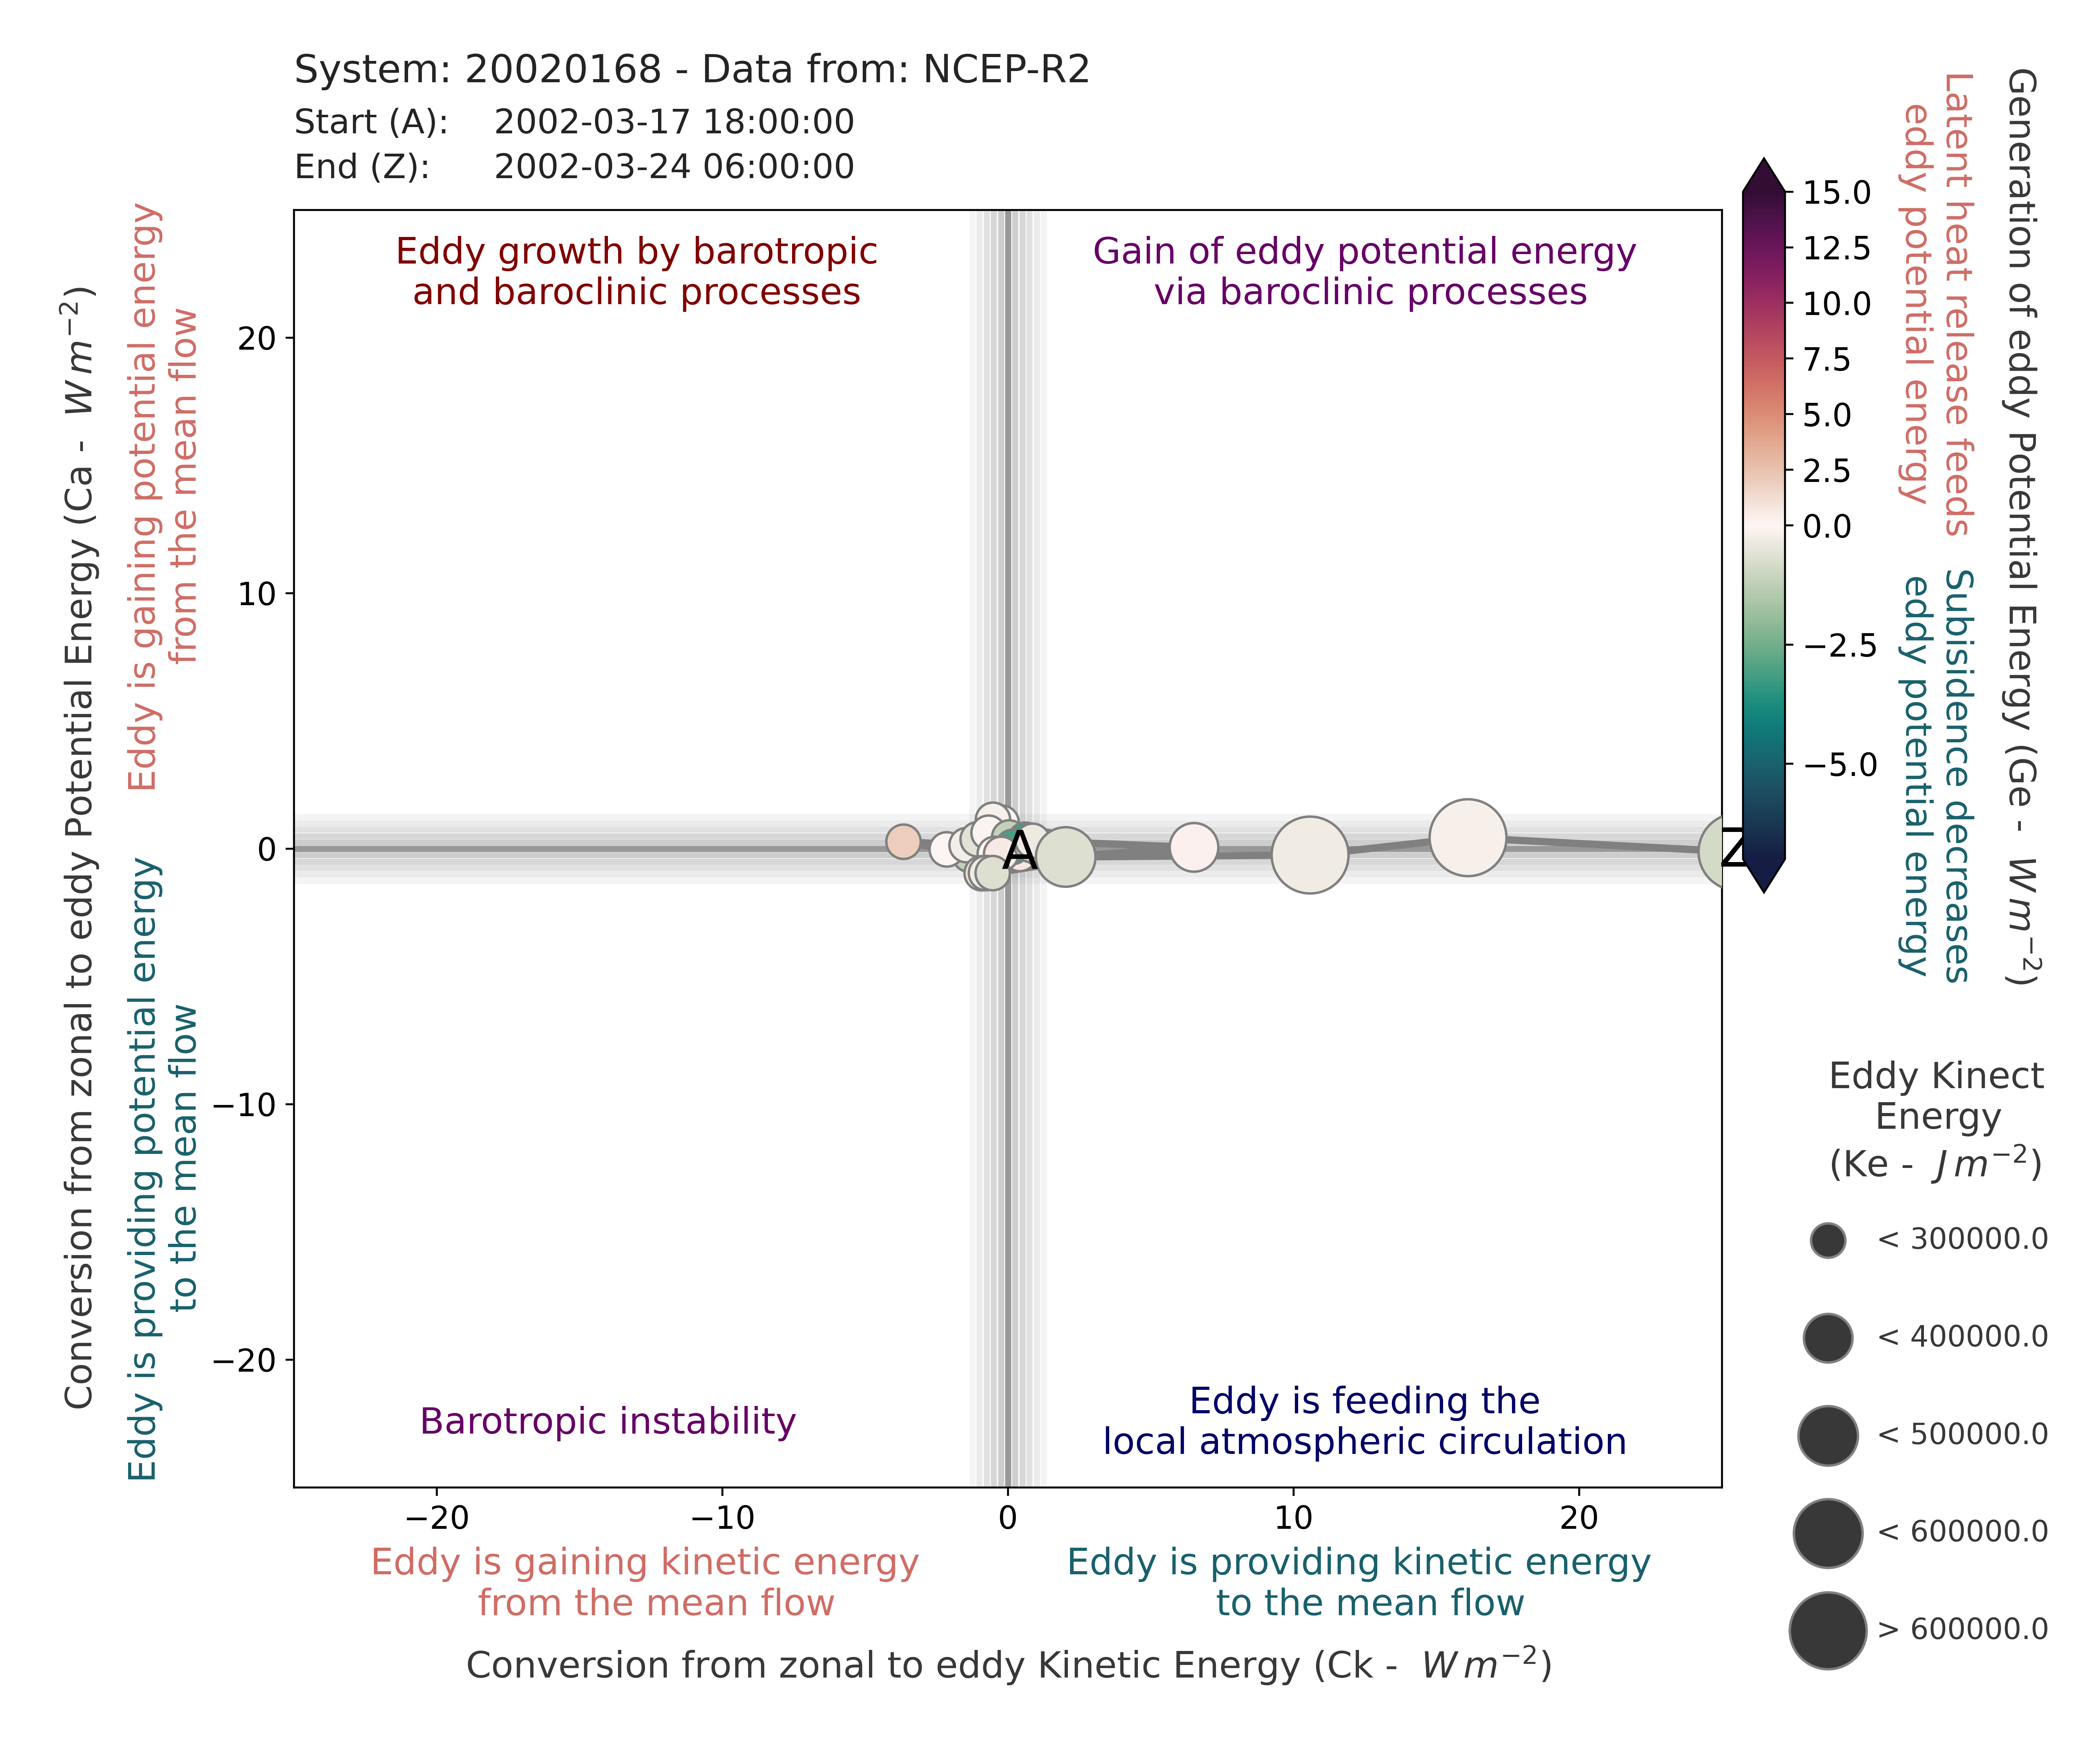 System: 20020168 - Data from: NCEP-R2
Start (A): 2002-03-17 18:00:00
End (Z): 2002-03-24 06:00:00
Conversion from zonal to eddy Potential Energy (Ca - W m⁻²)
Eddy is gaining potential energy
from the mean flow
Eddy is providing potential energy
to the mean flow
20
10
0
−10
−20
Eddy growth by barotropic
and baroclinic processes
Gain of eddy potential energy
via baroclinic processes
A
Z
Barotropic instability
Eddy is feeding the
local atmospheric circulation
−20
−10
0
10
20
Eddy is gaining kinetic energy
from the mean flow
Eddy is providing kinetic energy
to the mean flow
Conversion from zonal to eddy Kinetic Energy (Ck - W m⁻²)
15.0
12.5
10.0
7.5
5.0
2.5
0.0
−2.5
−5.0
Latent heat release feeds
eddy potential energy
Subisidence decreases
eddy potential energy
Generation of eddy Potential Energy (Ge - W m⁻²)
Eddy Kinect
Energy
(Ke - J m⁻²)
< 300000.0
< 400000.0
< 500000.0
< 600000.0
> 600000.0